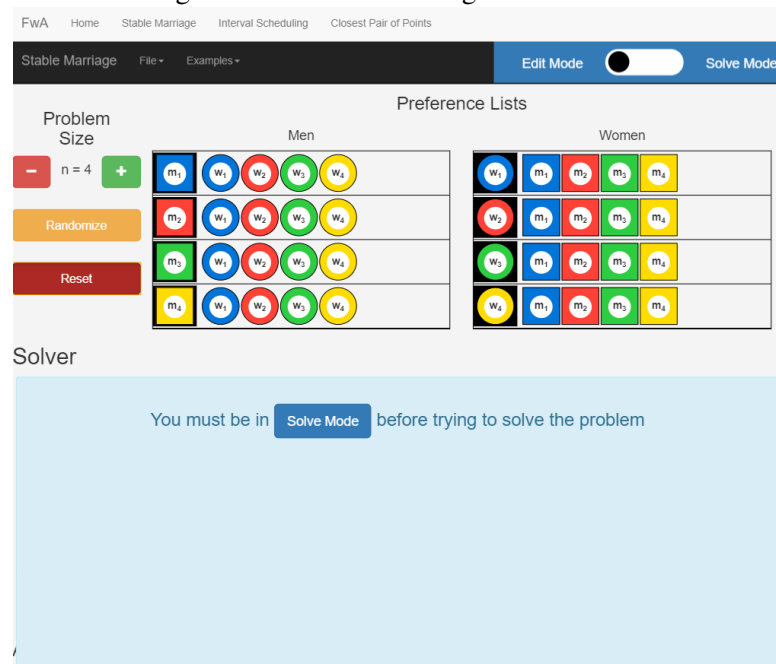 FwA Home Stable Marriage Interval Scheduling Closest Pair of Points
Stable Marriage File Examples Edit Mode Solve Mode
Preference Lists
Problem Size
Men Women
n = 4
m₁ w₁ w₂ w₃ w₄ w₁ m₁ m₂ m₃ m₄
Randomize
m₂ w₁ w₂ w₃ w₄ w₂ m₁ m₂ m₃ m₄
Reset
m₃ w₁ w₂ w₃ w₄ w₃ m₁ m₂ m₃ m₄
m₄ w₁ w₂ w₃ w₄ w₄ m₁ m₂ m₃ m₄
Solver
You must be in Solve Mode before trying to solve the problem